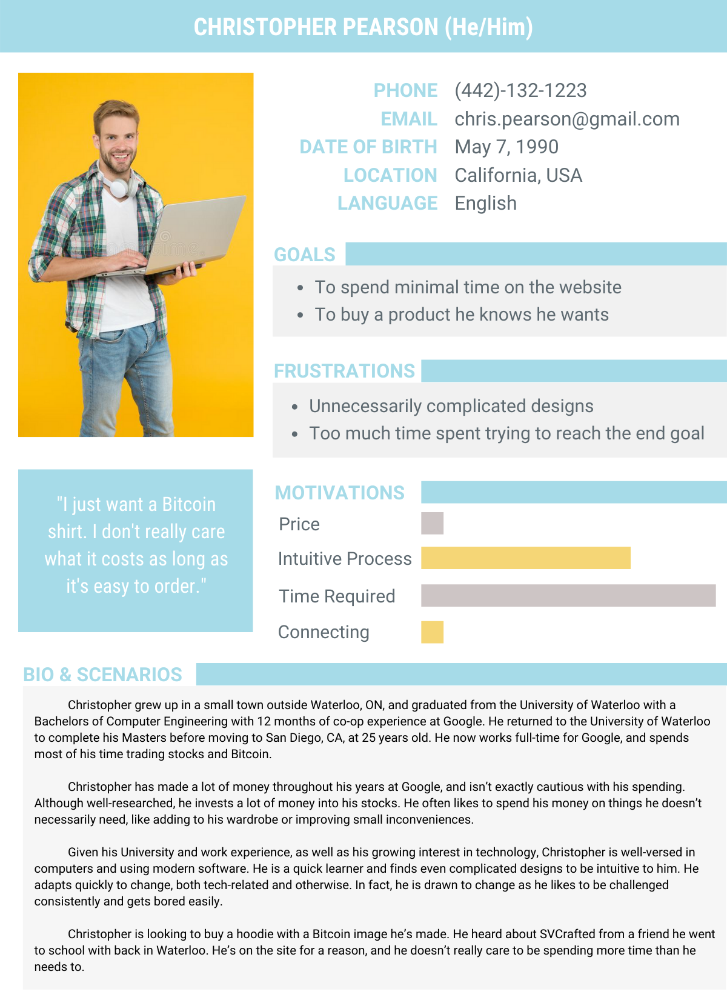 CHRISTOPHER PEARSON (He/Him)
PHONE (442)-132-1223
EMAIL chris.pearson@gmail.com
DATE OF BIRTH May 7, 1990
LOCATION California, USA
LANGUAGE English
GOALS
• To spend minimal time on the website
• To buy a product he knows he wants
FRUSTRATIONS
• Unnecessarily complicated designs
• Too much time spent trying to reach the end goal
"I just want a Bitcoin
shirt. I don't really care
what it costs as long as
it's easy to order."
MOTIVATIONS
Price
Intuitive Process
Time Required
Connecting
BIO & SCENARIOS
Christopher grew up in a small town outside Waterloo, ON, and graduated from the University of Waterloo with a
Bachelors of Computer Engineering with 12 months of co-op experience at Google. He returned to the University of Waterloo
to complete his Masters before moving to San Diego, CA, at 25 years old. He now works full-time for Google, and spends
most of his time trading stocks and Bitcoin.
Christopher has made a lot of money throughout his years at Google, and isn’t exactly cautious with his spending.
Although well-researched, he invests a lot of money into his stocks. He often likes to spend his money on things he doesn’t
necessarily need, like adding to his wardrobe or improving small inconveniences.
Given his University and work experience, as well as his growing interest in technology, Christopher is well-versed in
computers and using modern software. He is a quick learner and finds even complicated designs to be intuitive to him. He
adapts quickly to change, both tech-related and otherwise. In fact, he is drawn to change as he likes to be challenged
consistently and gets bored easily.
Christopher is looking to buy a hoodie with a Bitcoin image he’s made. He heard about SVCrafted from a friend he went
to school with back in Waterloo. He’s on the site for a reason, and he doesn’t really care to be spending more time than he
needs to.